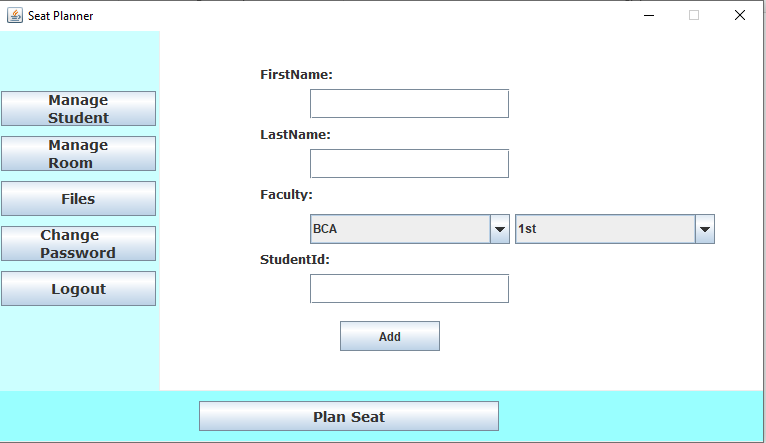 Seat Planner
Manage
Student
Manage
Room
Files
Change
Password
Logout
FirstName:
LastName:
Faculty:
BCA
1st
StudentId:
Add
Plan Seat